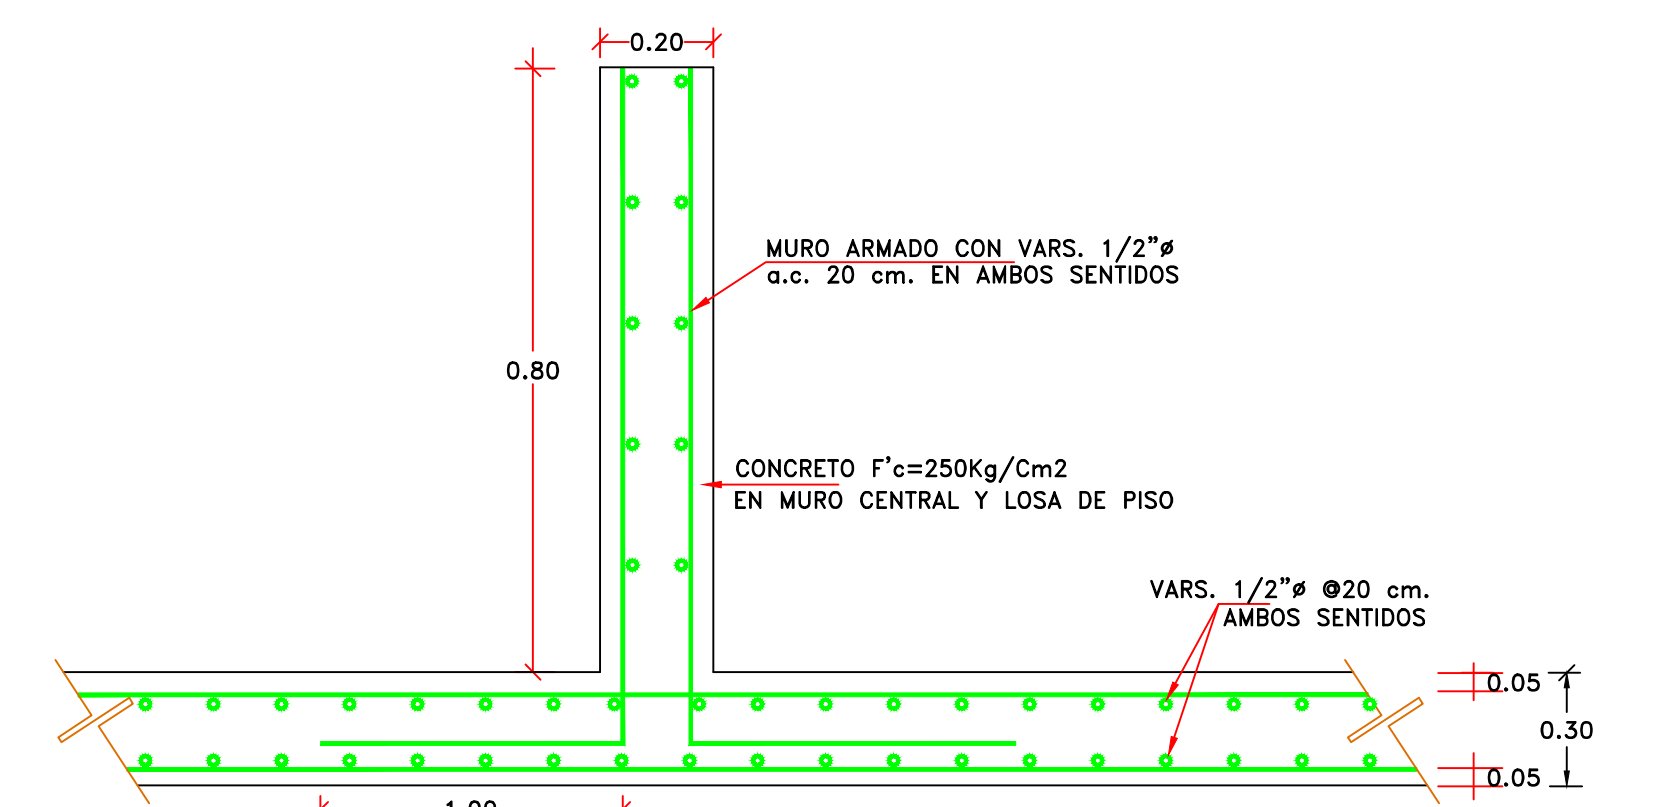 0.20
MURO ARMADO CON VARS. 1/2”ø
a.c. 20 cm. EN AMBOS SENTIDOS
0.80
CONCRETO F’c=250Kg/Cm2
EN MURO CENTRAL Y LOSA DE PISO
VARS. 1/2”ø @20 cm.
AMBOS SENTIDOS
0.05
0.30
0.05